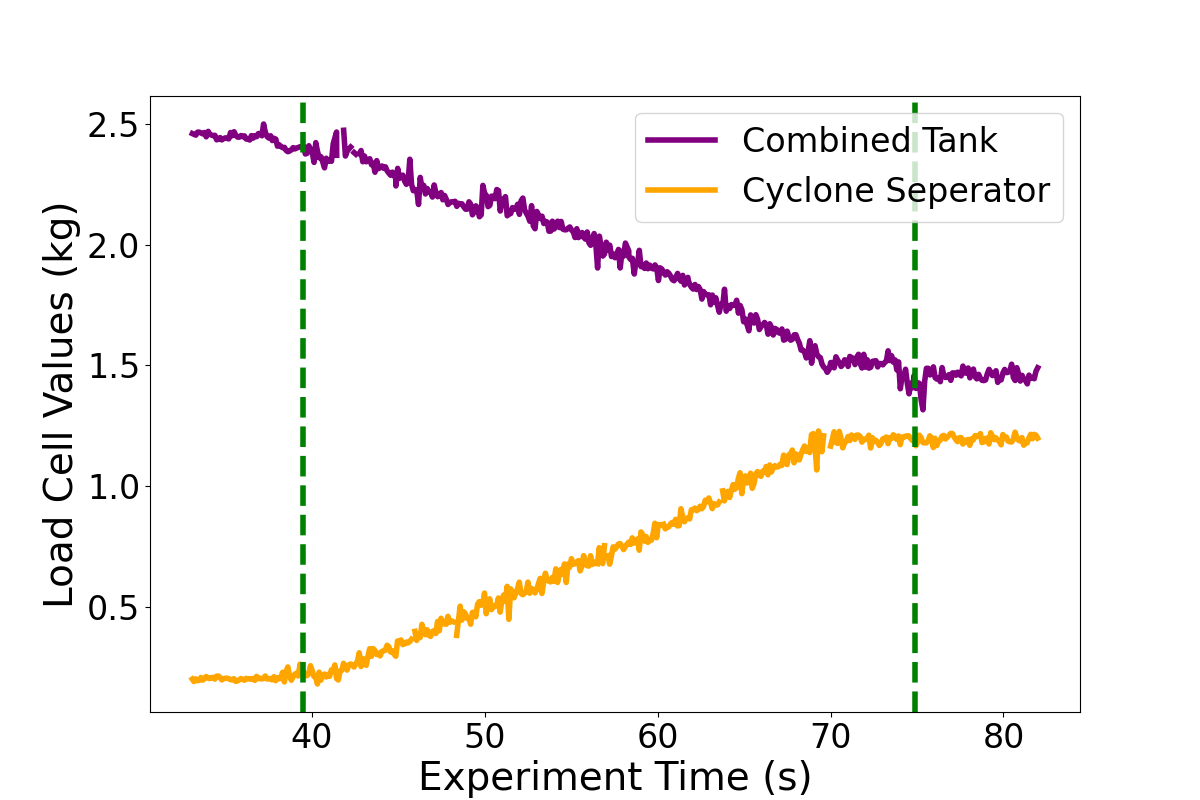 Load Cell Values (kg)
2.5
2.0
1.5
1.0
0.5
Combined Tank
Cyclone Seperator
40 50 60 70 80
Experiment Time (s)